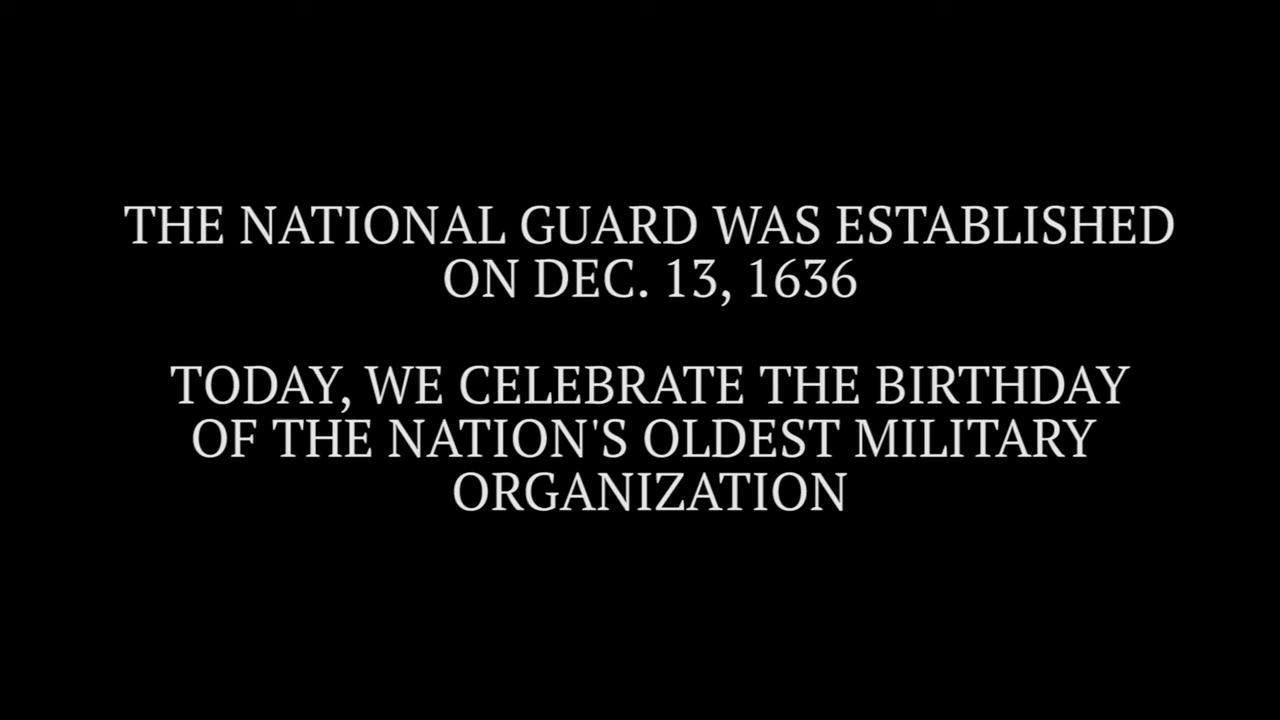 THE NATIONAL GUARD WAS ESTABLISHED
ON DEC. 13, 1636
TODAY, WE CELEBRATE THE BIRTHDAY
OF THE NATION'S OLDEST MILITARY
ORGANIZATION